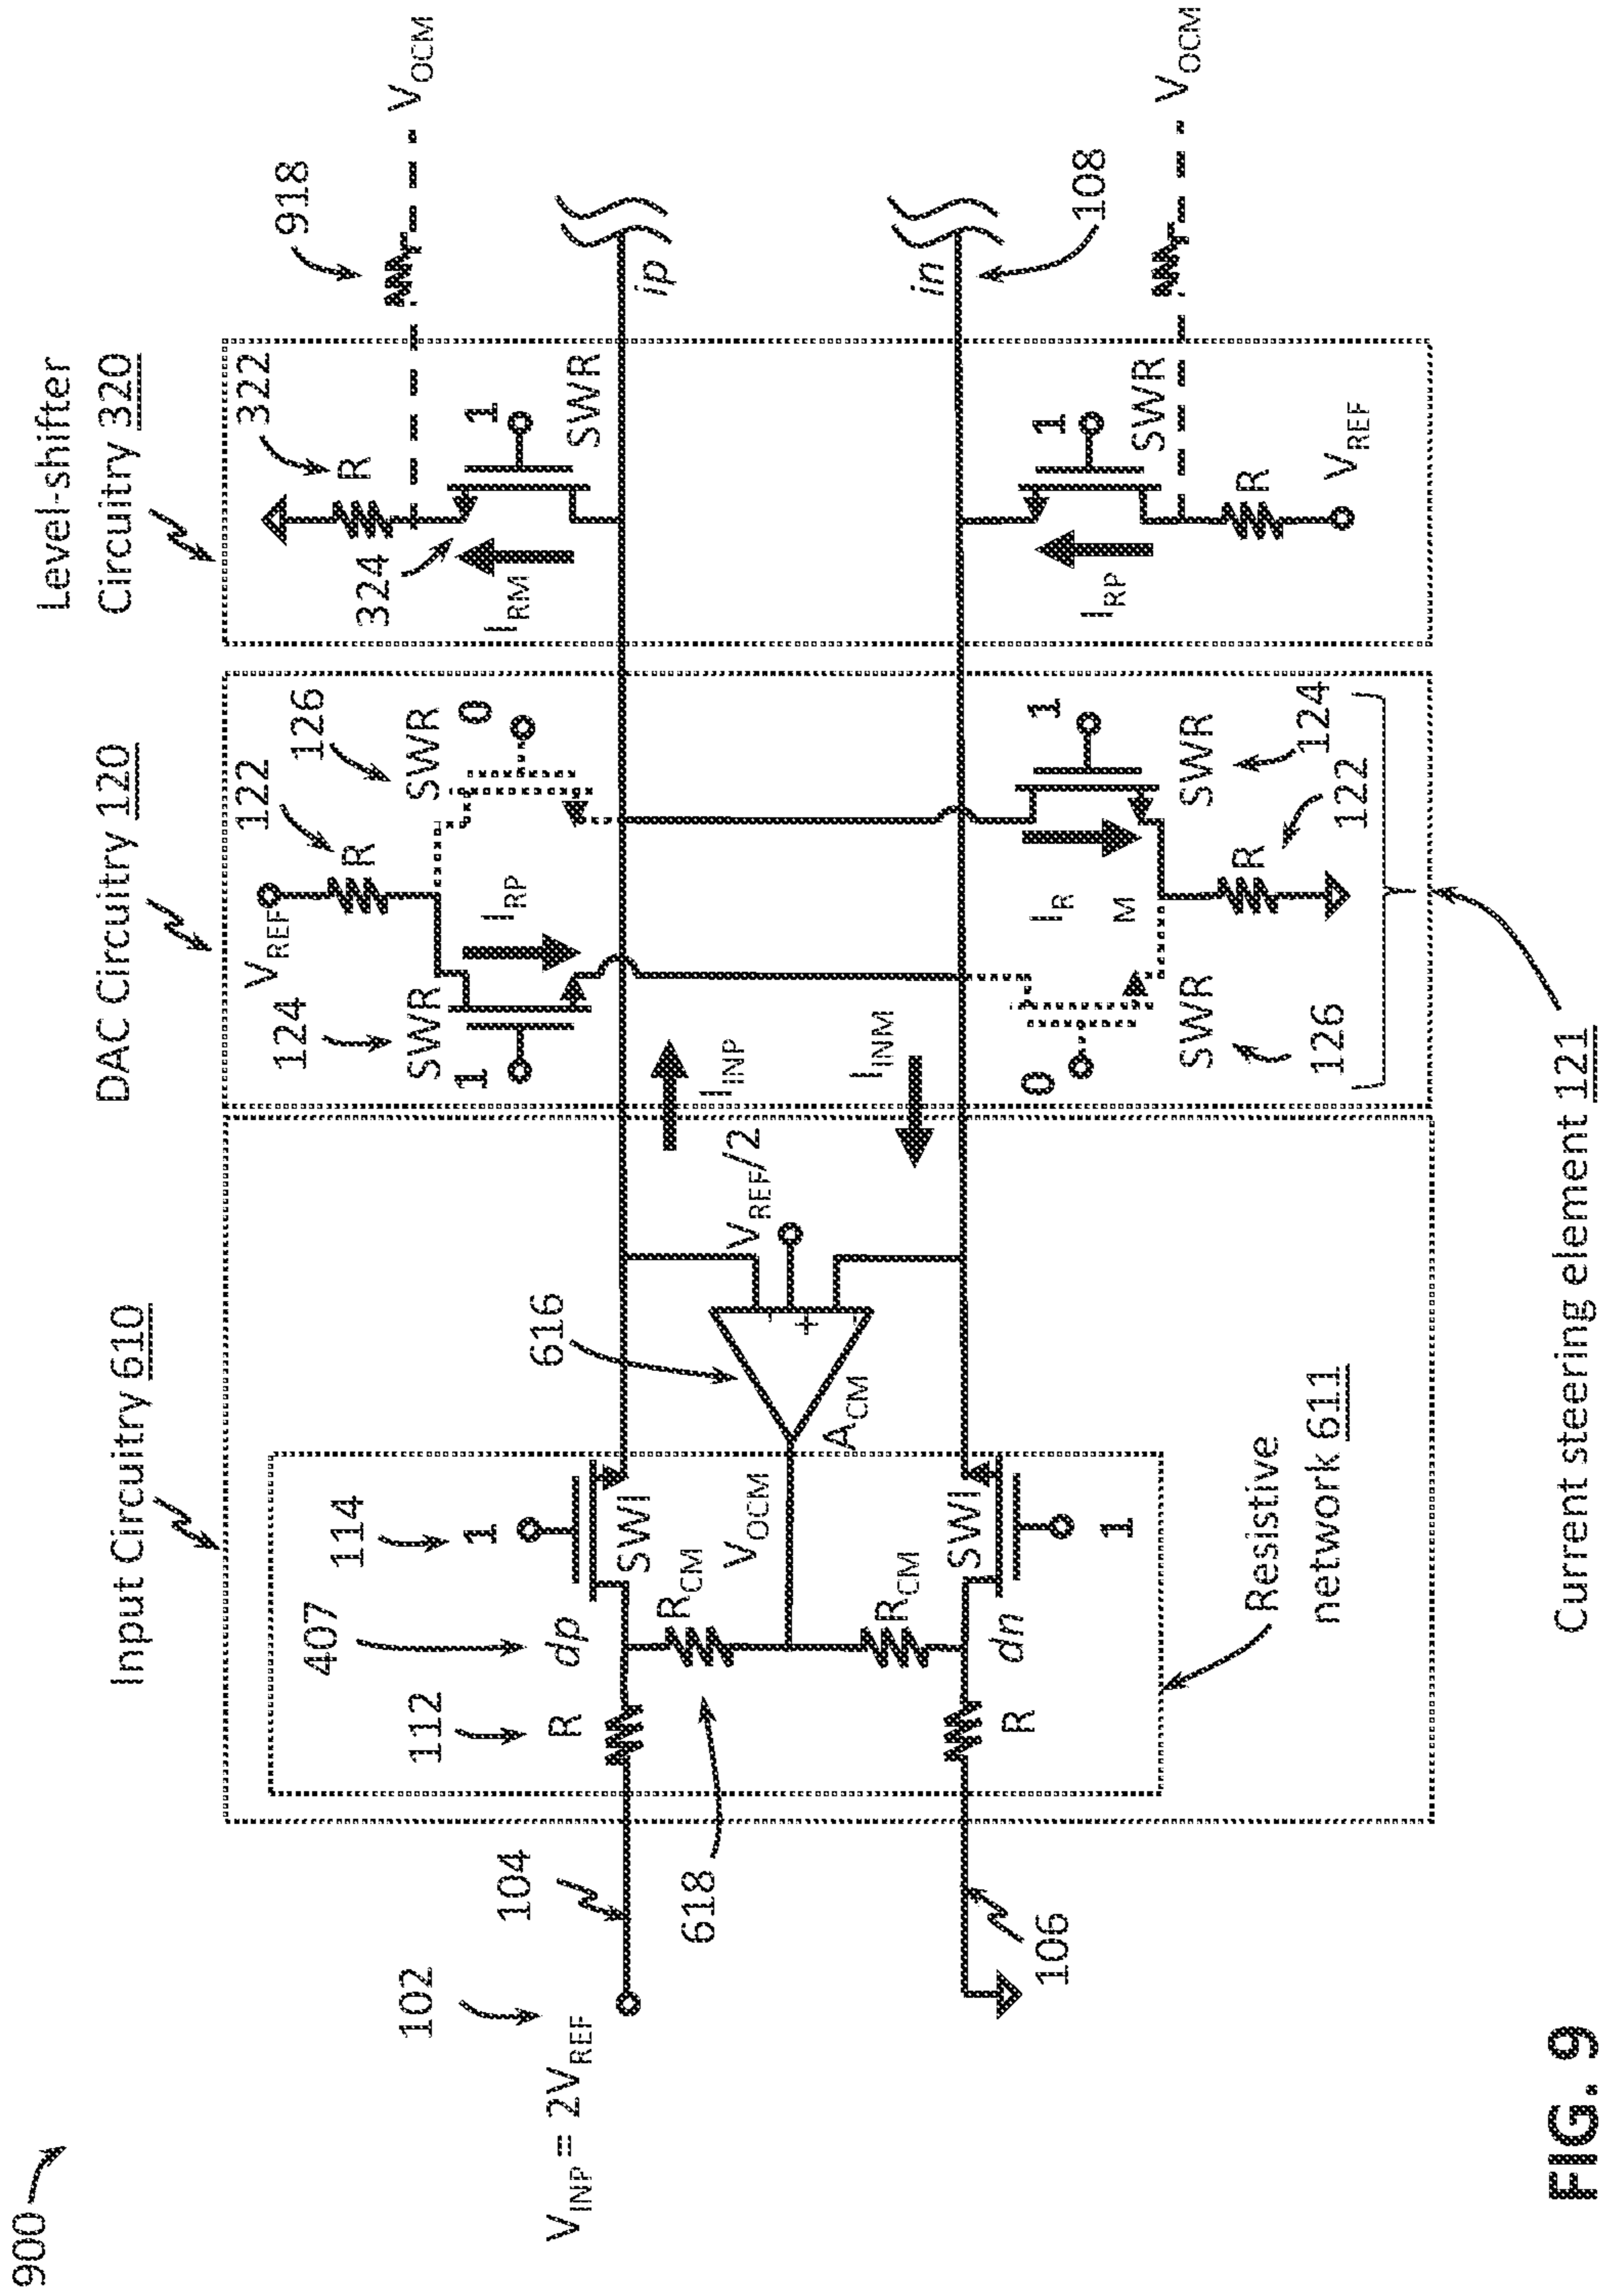 900
Input Circuitry 610
DAC Circuitry 120
Level-shifter
Circuitry 320
102
V_INP = 2V_REF
104
106
112
R
407
dp
114
1
SWI
R_CM
V_OCM
R_CM
618
dn
SWI
1
R
616
A_CM
-
+
V_REF/2
Resistive
network 611
I_INP
I_INM
124
V_REF
122
R
126
SWR
1
I_RP
SWR
0
0
SWR
126
I_R
M
R
122
1
SWR
124
Current steering element 121
322
R
324
I_RM
1
SWR
I_RP
1
SWR
R
V_REF
918
V_OCM
ip
in
108
V_OCM
FIG. 9